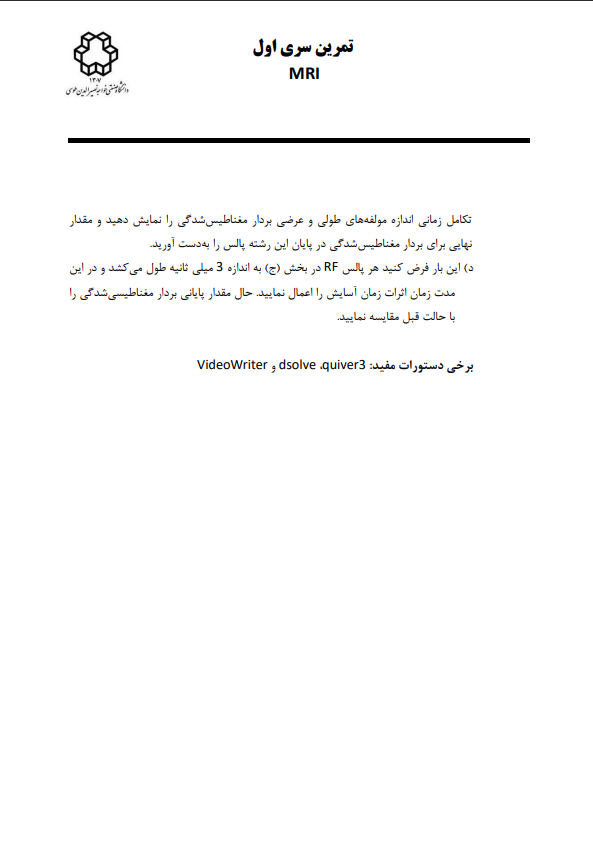 تمرین سری اول
MRI
۱۳۰۷
دانشگاه صنعتی خواجه نصیرالدین طوسی
تکامل زمانی اندازه مولفه‌های طولی و عرضی بردار مغناطیس‌شدگی را نمایش دهید و مقدار
نهایی برای بردار مغناطیس‌شدگی در پایان این رشته پالس را به‌دست آورید.
د) این بار فرض کنید هر پالس RF در بخش (ج) به اندازه 3 میلی ثانیه طول می‌کشد و در این
مدت زمان اثرات زمان آسایش را اعمال نمایید. حال مقدار پایانی بردار مغناطیسی‌شدگی را
با حالت قبل مقایسه نمایید.
برخی دستورات مفید: dsolve ،quiver3 و VideoWriter